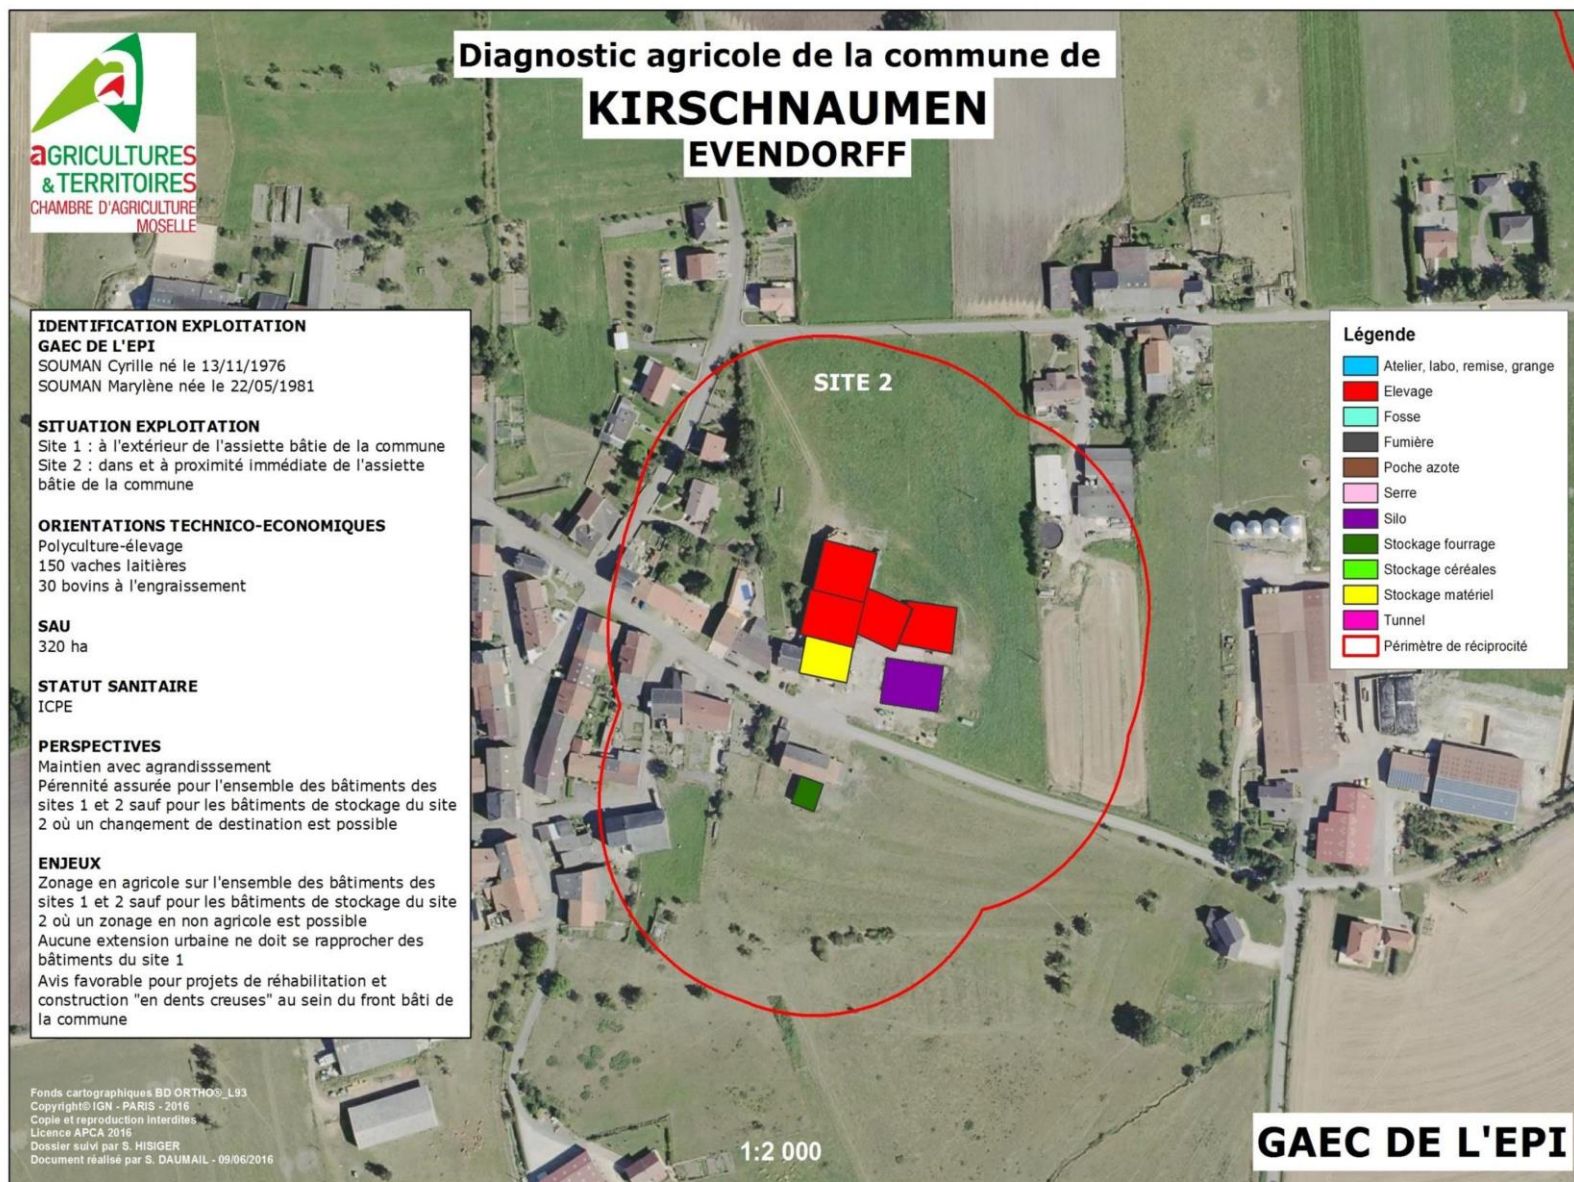 Diagnostic agricole de la commune de
KIRSCHNAUMEN
EVENDORFF
aGRICULTURES
& TERRITOIRES
CHAMBRE D'AGRICULTURE
MOSELLE
IDENTIFICATION EXPLOITATION
GAEC DE L'EPI
SOUMAN Cyrille né le 13/11/1976
SOUMAN Marylène née le 22/05/1981
SITUATION EXPLOITATION
Site 1 : à l'extérieur de l'assiette bâtie de la commune
Site 2 : dans et à proximité immédiate de l'assiette
bâtie de la commune
ORIENTATIONS TECHNICO-ECONOMIQUES
Polyculture-élevage
150 vaches laitières
30 bovins à l'engraissement
SAU
320 ha
STATUT SANITAIRE
ICPE
PERSPECTIVES
Maintien avec agrandisssement
Pérennité assurée pour l'ensemble des bâtiments des
sites 1 et 2 sauf pour les bâtiments de stockage du site
2 où un changement de destination est possible
ENJEUX
Zonage en agricole sur l'ensemble des bâtiments des
sites 1 et 2 sauf pour les bâtiments de stockage du site
2 où un zonage en non agricole est possible
Aucune extension urbaine ne doit se rapprocher des
bâtiments du site 1
Avis favorable pour projets de réhabilitation et
construction "en dents creuses" au sein du front bâti de
la commune
SITE 2
Légende
Atelier, labo, remise, grange
Elevage
Fosse
Fumière
Poche azote
Serre
Silo
Stockage fourrage
Stockage céréales
Stockage matériel
Tunnel
Périmètre de réciprocité
Fonds cartographiques BD ORTHO®_L93
Copyright© IGN - PARIS - 2016
Copie et reproduction interdites
Licence APCA 2016
Dossier suivi par S. HISIGER
Document réalisé par S. DAUMAIL - 09/06/2016
1:2 000
GAEC DE L'EPI